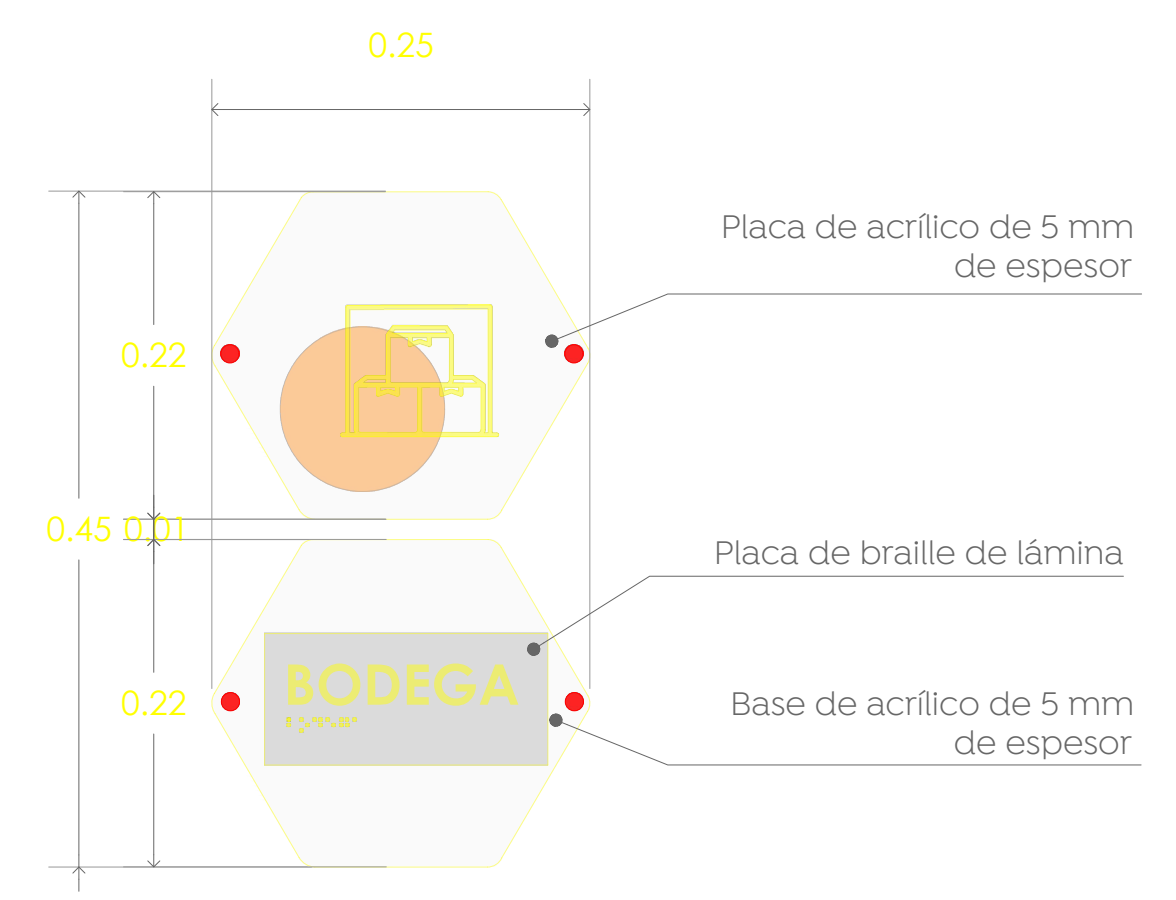 0.25
Placa de acrílico de 5 mm
de espesor
0.22
0.45 0.01
Placa de braille de lámina
BODEGA
0.22
Base de acrílico de 5 mm
de espesor